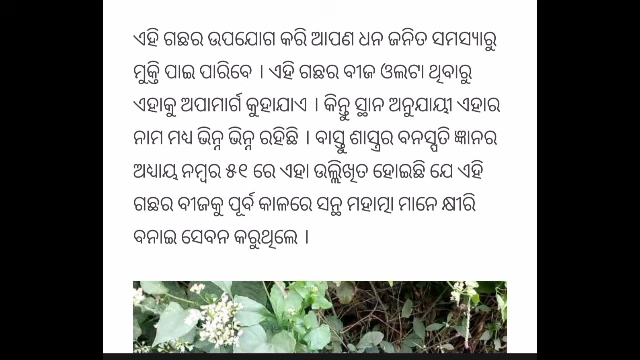 ଏହି ଗଛର ଉପଯୋଗ କରି ଆପଣ ଧନ ଜନିତ ସମସ୍ୟାରୁ
ମୁକ୍ତି ପାଇ ପାରିବେ । ଏହି ଗଛର ବୀଜ ଓଲଟା ଥିବାରୁ
ଏହାକୁ ଅପାମାର୍ଗ କୁହାଯାଏ । କିନ୍ତୁ ସ୍ଥାନ ଅନୁଯାୟୀ ଏହାର
ନାମ ମଧ୍ୟ ଭିନ୍ନ ଭିନ୍ନ ରହିଛି । ବାସ୍ତୁ ଶାସ୍ତ୍ରର ବନସ୍ପତି ଜ୍ଞାନର
ଅଧ୍ୟାୟ ନମ୍ବର ୫୧ ରେ ଏହା ଉଲ୍ଲିଖିତ ହୋଇଛି ଯେ ଏହି
ଗଛର ବୀଜକୁ ପୂର୍ବ କାଳରେ ସନ୍ଥ ମହାତ୍ମା ମାନେ କ୍ଷୀରି
ବନାଇ ସେବନ କରୁଥିଲେ ।